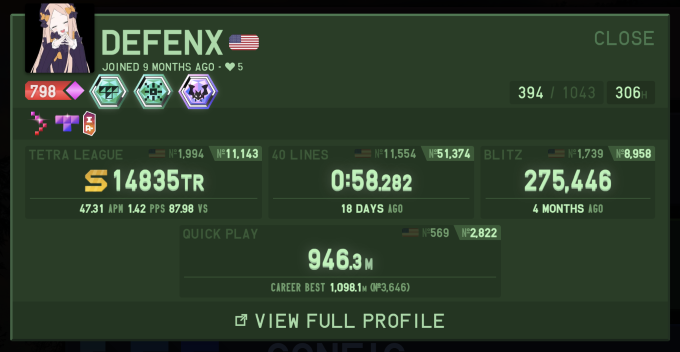 DEFENX
CLOSE
JOINED 9 MONTHS AGO - ♥ 5
798
394 / 1043
306H
TETRA LEAGUE
Nº1,994
Nº11,143
S 14835TR
47.31 APM 1.42 PPS 87.98 VS
40 LINES
Nº11,554
Nº51,374
0:58.282
18 DAYS AGO
BLITZ
Nº1,739
Nº8,958
275,446
4 MONTHS AGO
QUICK PLAY
Nº569
Nº2,822
946.3 M
CAREER BEST 1,098.1M (Nº3,646)
VIEW FULL PROFILE